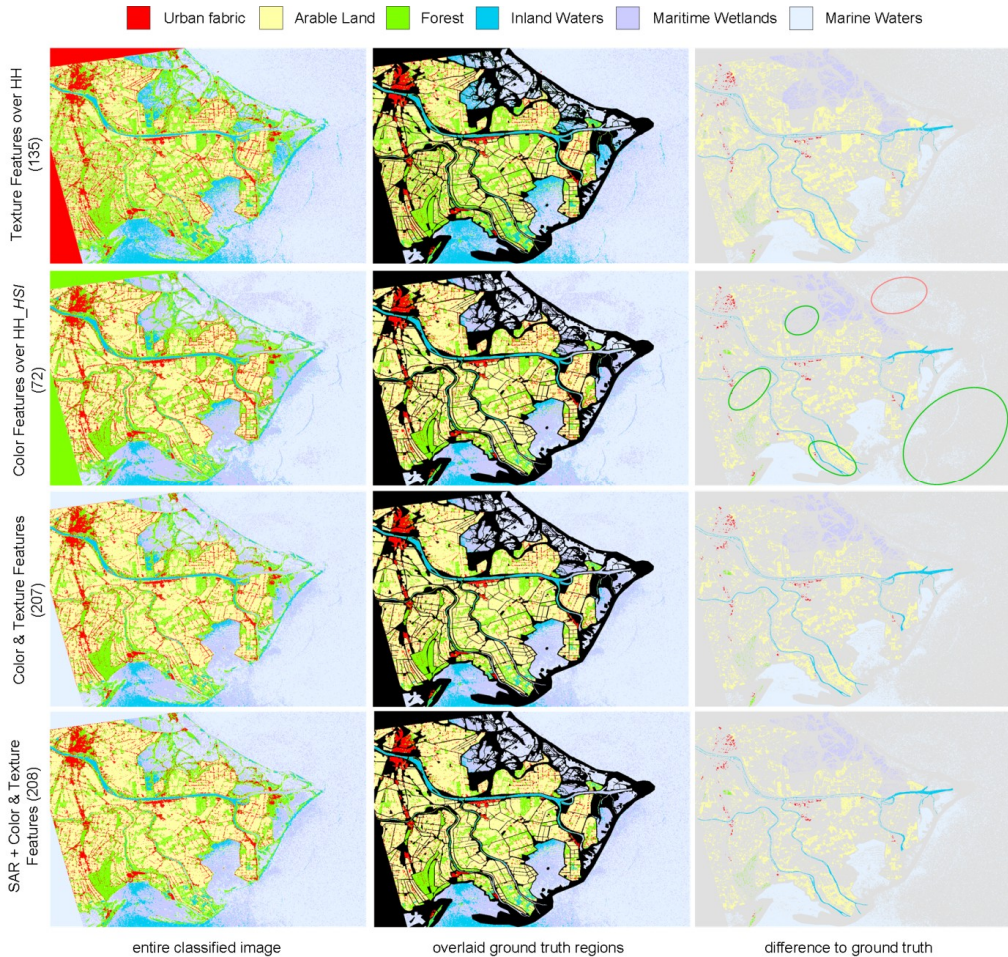 Urban fabric Arable Land Forest Inland Waters Maritime Wetlands Marine Waters
Texture Features over HH
(135)
Color Features over HH_HSI
(72)
Color & Texture Features
(207)
SAR + Color & Texture
Features (208)
entire classified image overlaid ground truth regions difference to ground truth